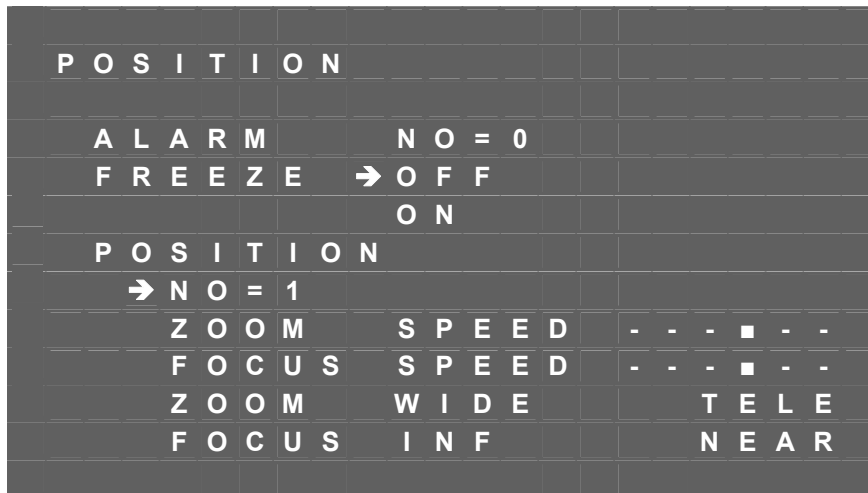 POSITION
ALARM NO=0
FREEZE ➔ OFF
ON
POSITION
➔ NO=1
ZOOM SPEED - - - ■ - -
FOCUS SPEED - - - ■ - -
ZOOM WIDE TELE
FOCUS INF NEAR